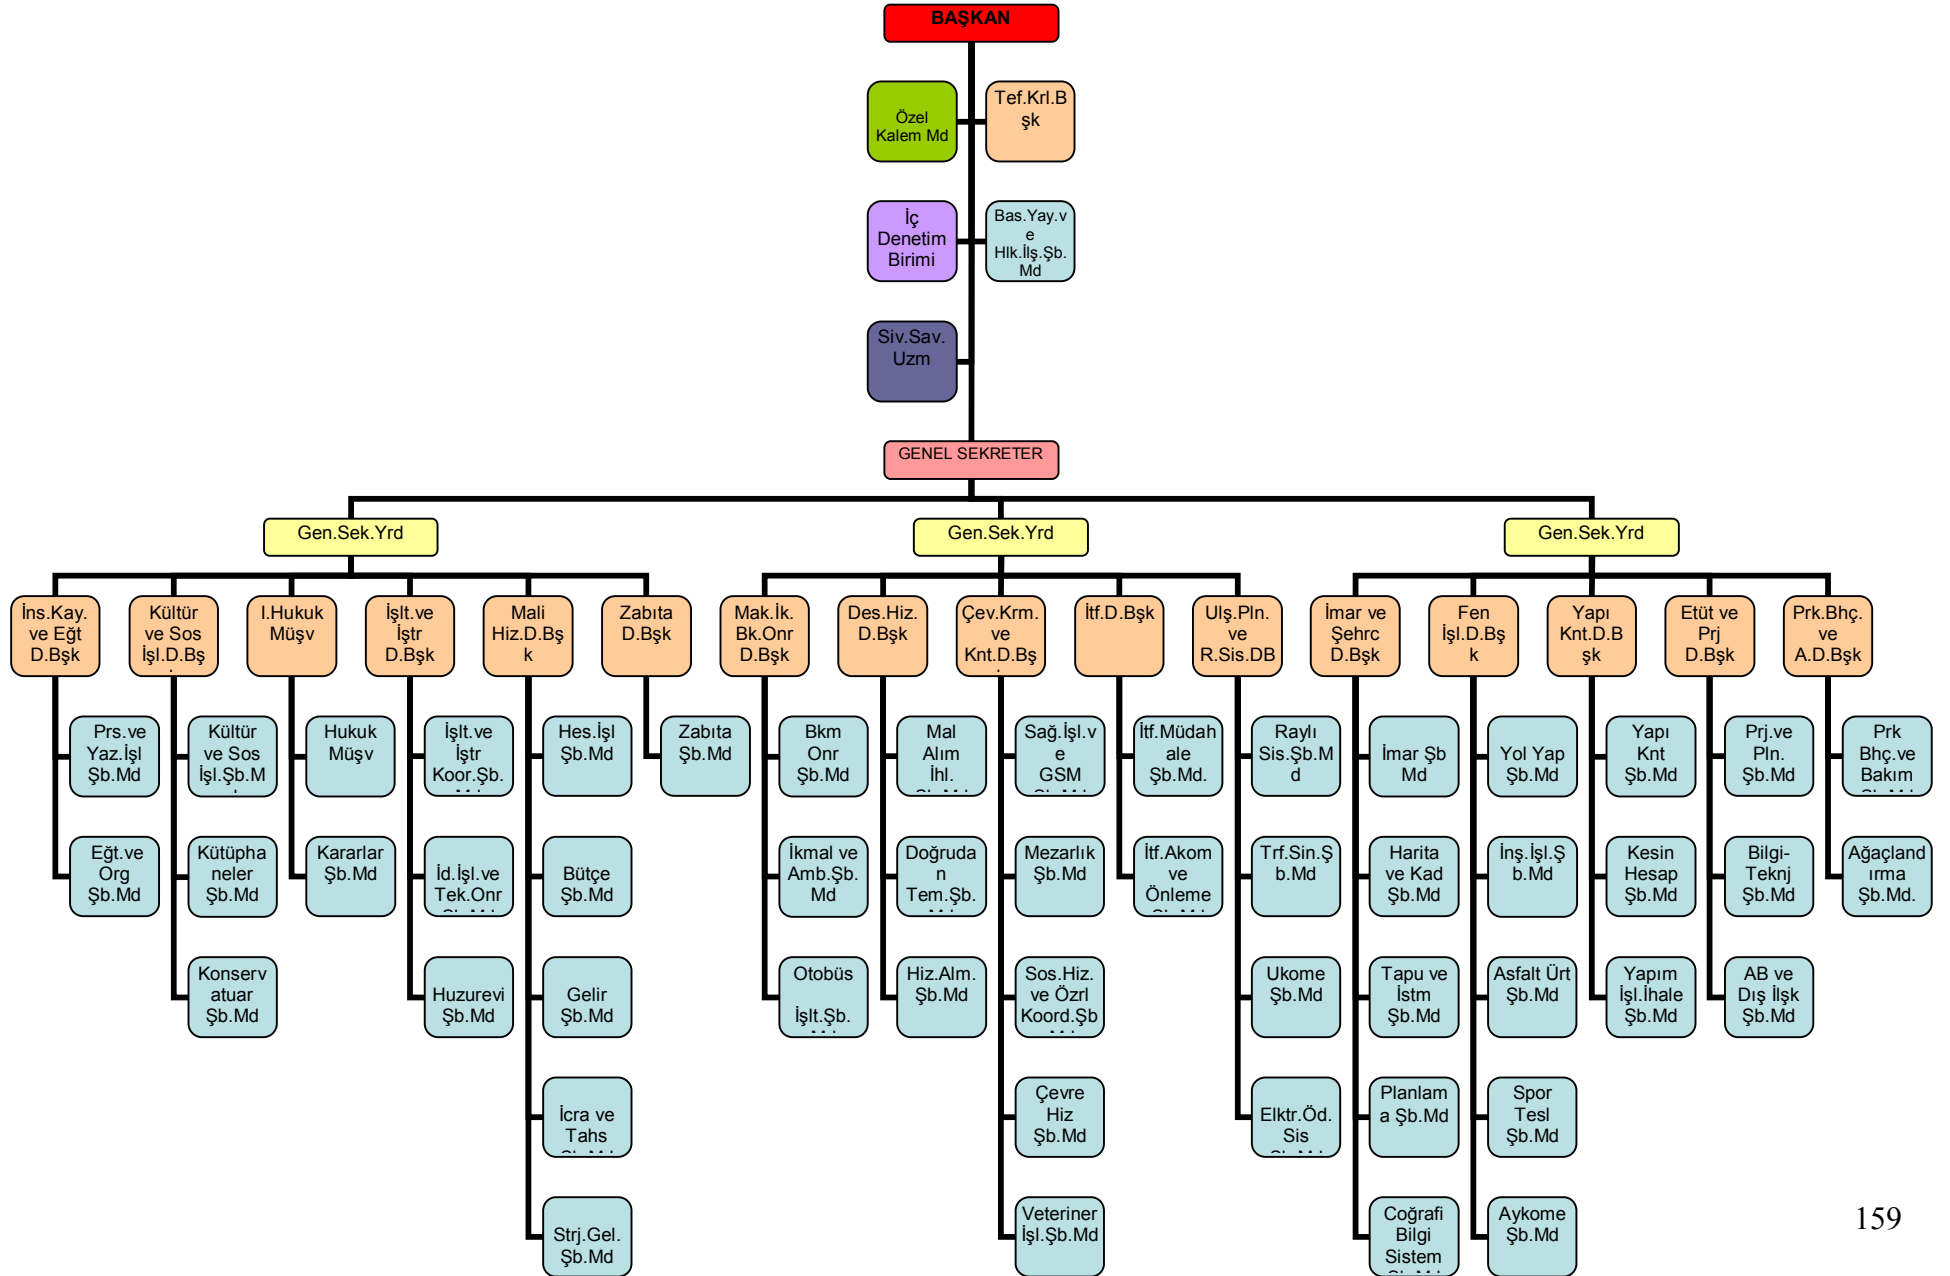 BAŞKAN
Özel
Kalem Md
Tef.Krl.B
şk
İç
Denetim
Birimi
Bas.Yay.v
e
Hlk.İlş.Şb.
Md
Siv.Sav.
Uzm
GENEL SEKRETER
Gen.Sek.Yrd
Gen.Sek.Yrd
Gen.Sek.Yrd
İns.Kay.
ve Eğt
D.Bşk
Kültür
ve Sos
İşl.D.Bş
I.Hukuk
Müşv
İşlt.ve
İştr
D.Bşk
Mali
Hiz.D.Bş
k
Zabıta
D.Bşk
Mak.İk.
Bk.Onr
D.Bşk
Des.Hiz.
D.Bşk
Çev.Krm.
ve
Knt.D.Bş
İtf.D.Bşk
Ulş.Pln.
ve
R.Sis.DB
İmar ve
Şehrc
D.Bşk
Fen
İşl.D.Bş
k
Yapı
Knt.D.B
şk
Etüt ve
Prj
D.Bşk
Prk.Bhç.
ve
A.D.Bşk
Prs.ve
Yaz.İşl
Şb.Md
Kültür
ve Sos
İşl.Şb.M
Hukuk
Müşv
İşlt.ve
İştr
Koor.Şb.
Hes.İşl
Şb.Md
Zabıta
Şb.Md
Bkm
Onr
Şb.Md
Mal
Alım
İhl.
Sağ.İşl.v
e
GSM
İtf.Müdah
ale
Şb.Md.
Raylı
Sis.Şb.M
d
İmar Şb
Md
Yol Yap
Şb.Md
Yapı
Knt
Şb.Md
Prj.ve
Pln.
Şb.Md
Prk
Bhç.ve
Bakım
Eğt.ve
Org
Şb.Md
Kütüpha
neler
Şb.Md
Kararlar
Şb.Md
İd.İşl.ve
Tek.Onr
Bütçe
Şb.Md
İkmal ve
Amb.Şb.
Md
Doğruda
n
Tem.Şb.
Mezarlık
Şb.Md
İtf.Akom
ve
Önleme
Trf.Sin.Ş
b.Md
Harita
ve Kad
Şb.Md
İnş.İşl.Ş
b.Md
Kesin
Hesap
Şb.Md
Bilgi-
Teknj
Şb.Md
Ağaçland
ırma
Şb.Md.
Konserv
atuar
Şb.Md
Huzurevi
Şb.Md
Gelir
Şb.Md
Otobüs
İşlt.Şb.
Hiz.Alm.
Şb.Md
Sos.Hiz.
ve Özrl
Koord.Şb
Ukome
Şb.Md
Tapu ve
İstm
Şb.Md
Asfalt Ürt
Şb.Md
Yapım
İşl.İhale
Şb.Md
AB ve
Dış İlşk
Şb.Md
İcra ve
Tahs
Çevre
Hiz
Şb.Md
Elktr.Öd.
Sis
Planlam
a Şb.Md
Spor
Tesl
Şb.Md
Strj.Gel.
Şb.Md
Veteriner
İşl.Şb.Md
Coğrafi
Bilgi
Sistem
Aykome
Şb.Md
159